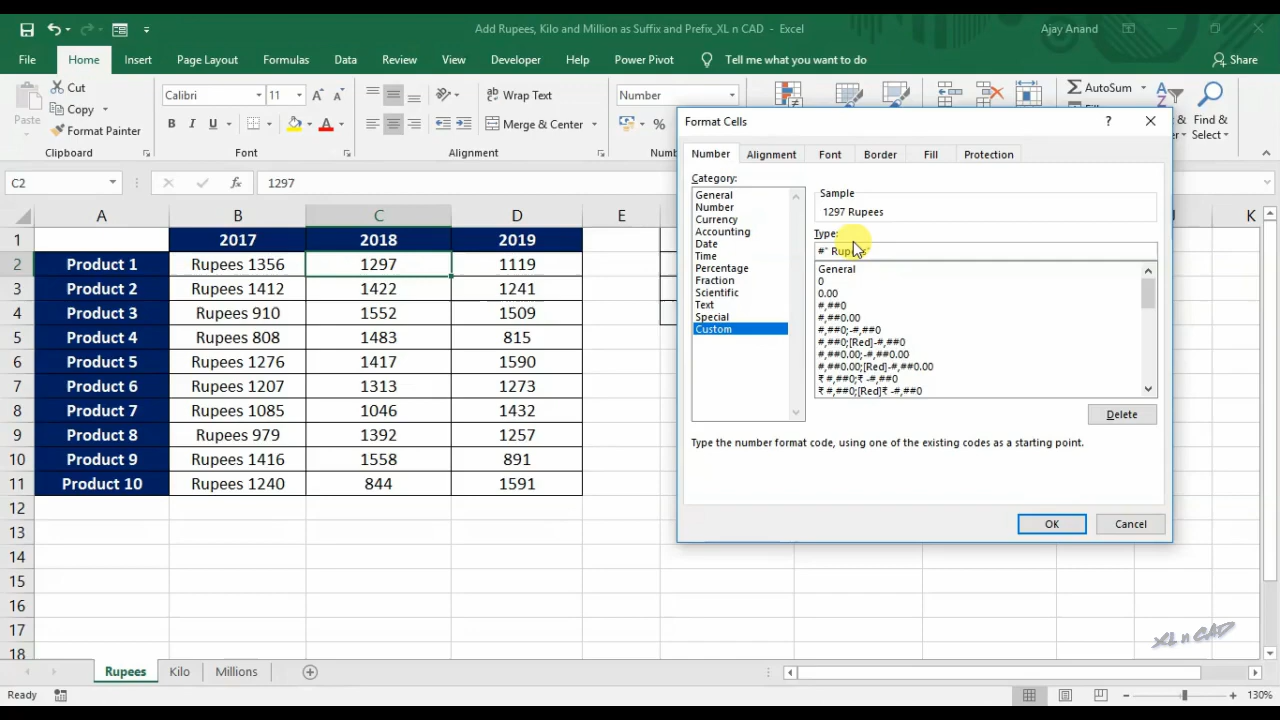 Add Rupees, Kilo and Million as Suffix and Prefix_XL n CAD - Excel
Ajay Anand
File Home Insert Page Layout Formulas Data Review View Developer Help Power Pivot Tell me what you want to do Share
Cut
Copy
Format Painter
Paste
Clipboard
Calibri 11
B I U
Font
Wrap Text
Merge & Center
Alignment
Number
%
AutoSum
Find &
Select
C2 fx 1297
A B C D E K
1 2017 2018 2019
2 Product 1 Rupees 1356 1297 1119
3 Product 2 Rupees 1412 1422 1241
4 Product 3 Rupees 910 1552 1509
5 Product 4 Rupees 808 1483 815
6 Product 5 Rupees 1276 1417 1590
7 Product 6 Rupees 1207 1313 1273
8 Product 7 Rupees 1085 1046 1432
9 Product 8 Rupees 979 1392 1257
10 Product 9 Rupees 1416 1558 891
11 Product 10 Rupees 1240 844 1591
12
13
14
15
16
17
18
Format Cells
?
Number Alignment Font Border Fill Protection
Category:
General
Number
Currency
Accounting
Date
Time
Percentage
Fraction
Scientific
Text
Special
Custom
Sample
1297 Rupees
Type:
#" Rupees"
General
0
0.00
#,##0
#,##0.00
#,##0;-#,##0
#,##0;[Red]-#,##0
#,##0.00;-#,##0.00
#,##0.00;[Red]-#,##0.00
₹ #,##0;₹ -#,##0
₹ #,##0;[Red]₹ -#,##0
Delete
Type the number format code, using one of the existing codes as a starting point.
OK Cancel
XL n CAD
Rupees Kilo Millions
Ready
130%